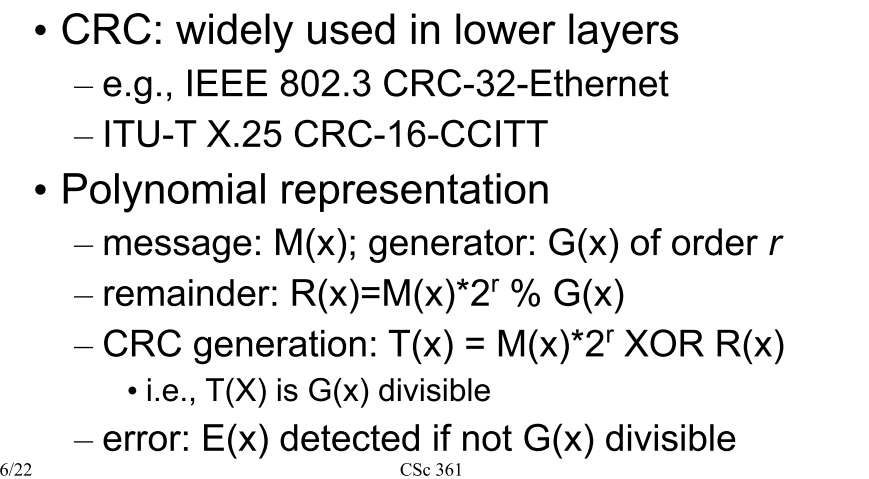 • CRC: widely used in lower layers
– e.g., IEEE 802.3 CRC-32-Ethernet
– ITU-T X.25 CRC-16-CCITT
• Polynomial representation
– message: M(x); generator: G(x) of order r
– remainder: R(x)=M(x)*2ʳ % G(x)
– CRC generation: T(x) = M(x)*2ʳ XOR R(x)
• i.e., T(X) is G(x) divisible
– error: E(x) detected if not G(x) divisible
6/22 CSc 361